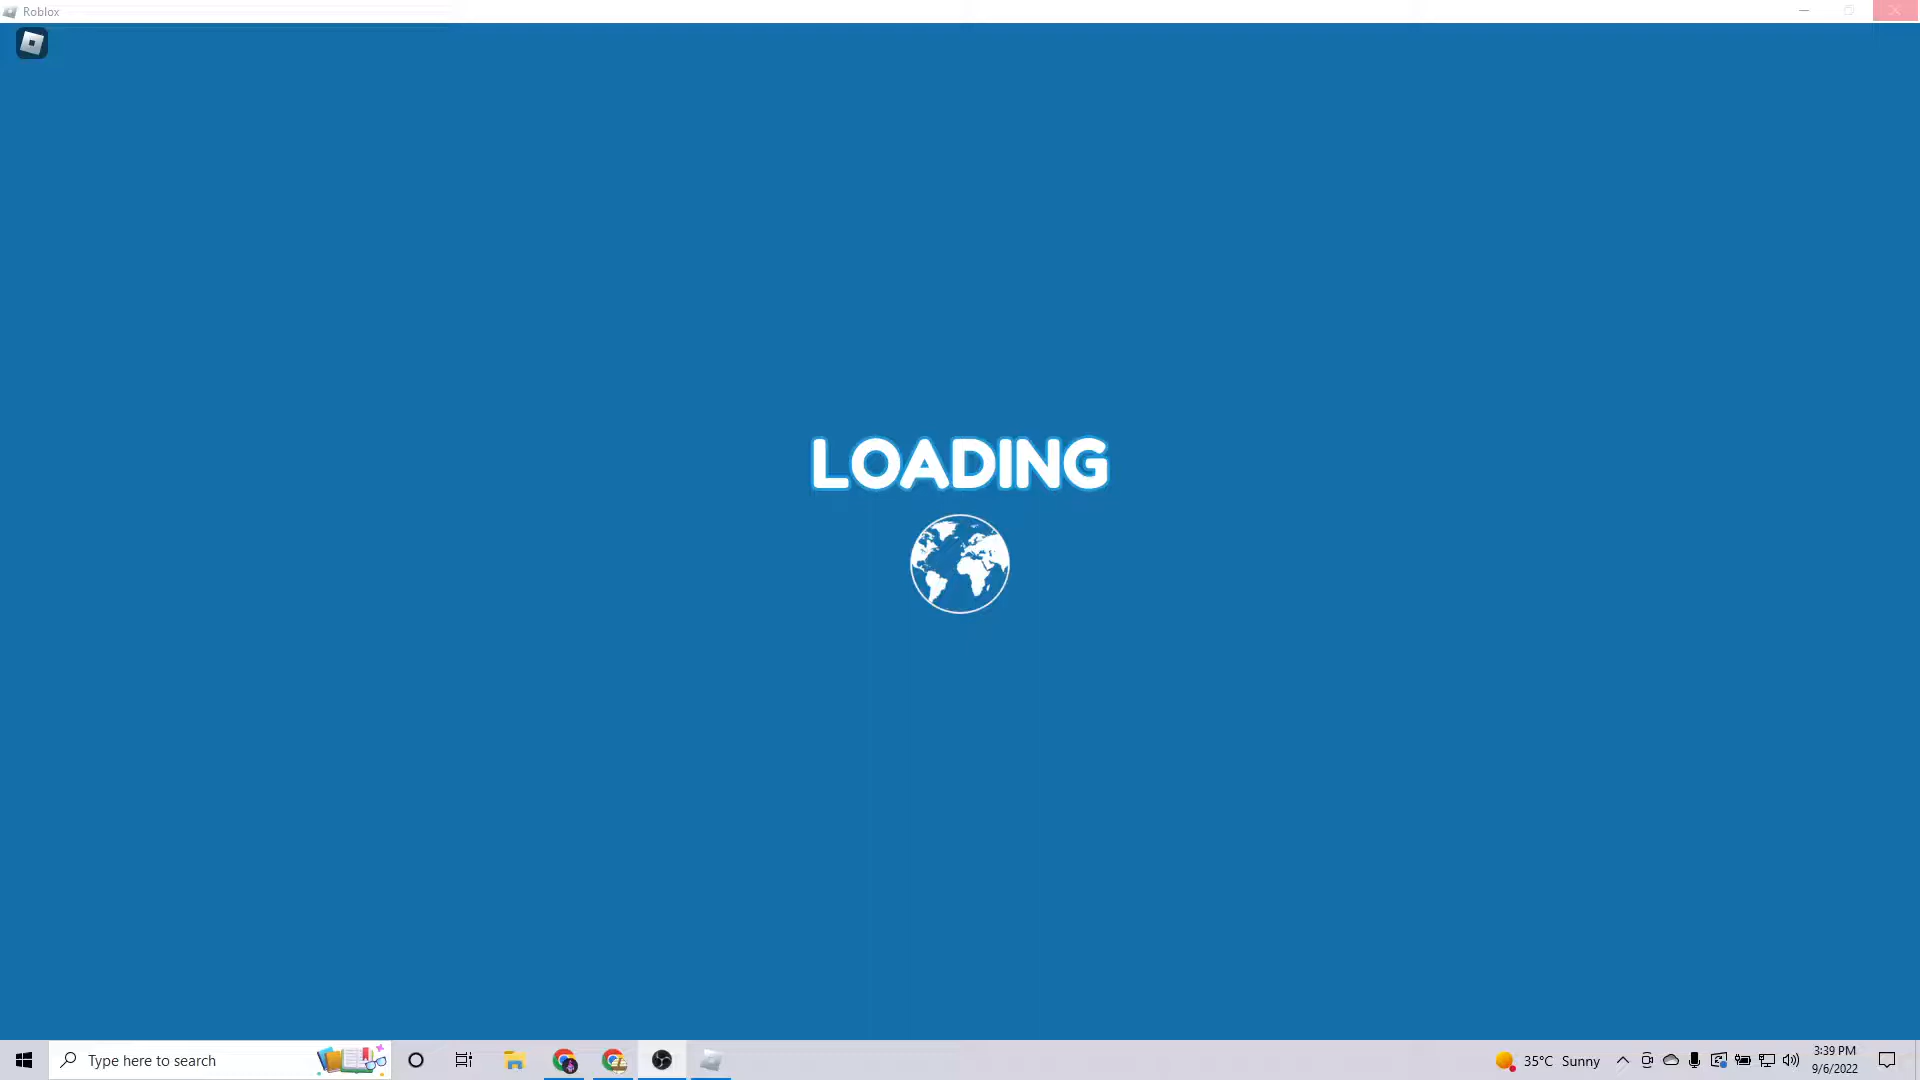 Roblox
LOADING
Type here to search
35°C Sunny
3:39 PM
9/6/2022